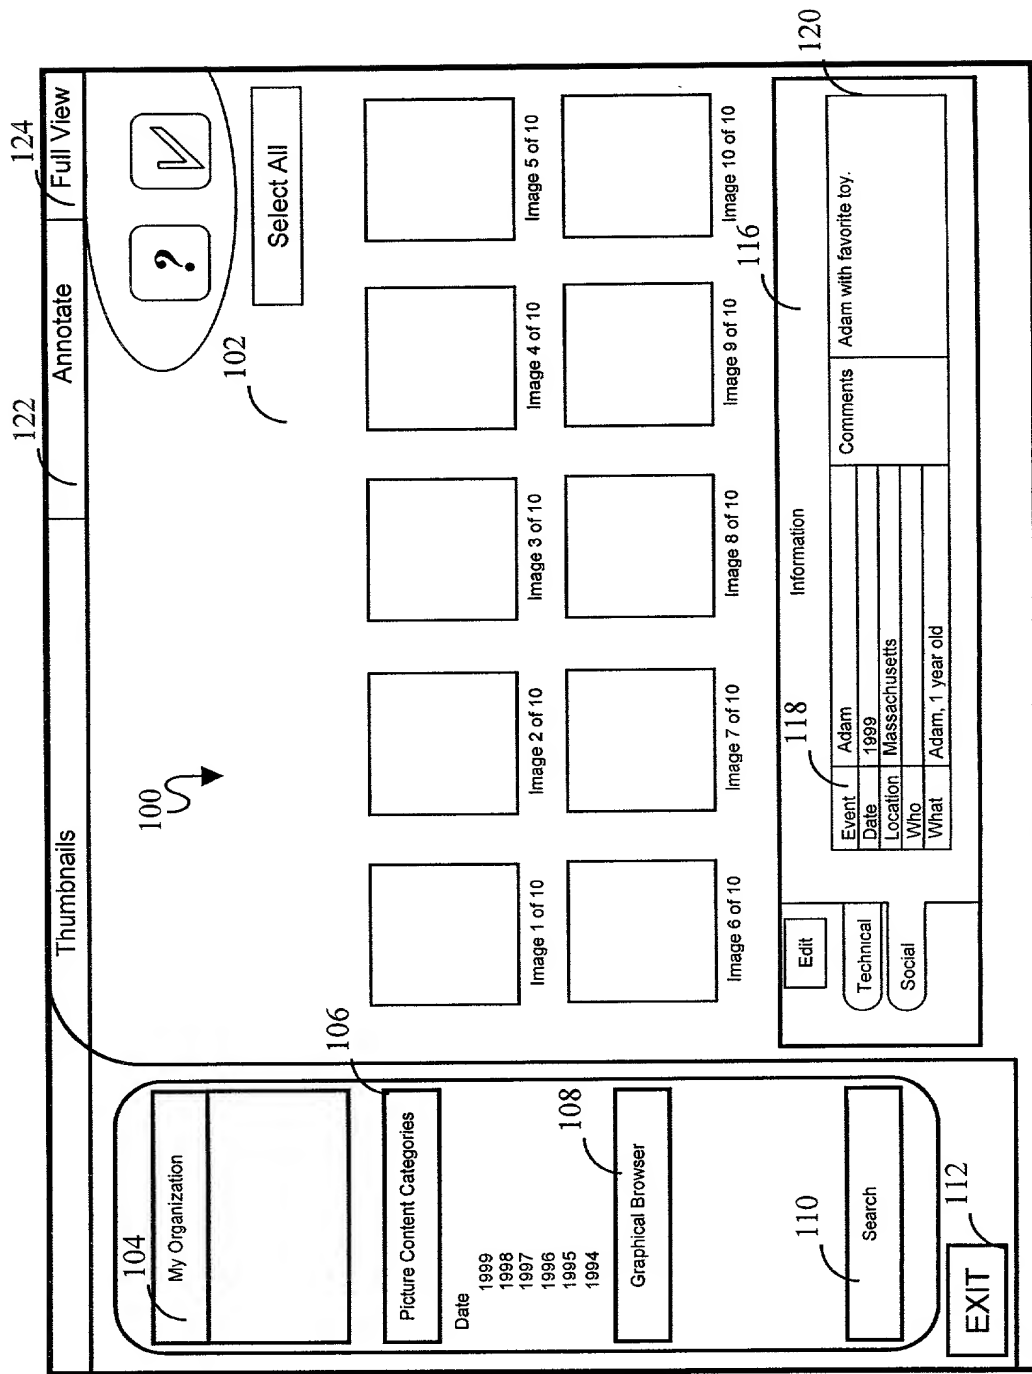 Thumbnails
122
Annotate
124
Full View
?
Select All
102
100
104
My Organization
106
Picture Content Categories
Date
1999
1998
1997
1996
1995
1994
108
Graphical Browser
110
Search
112
EXIT
Image 1 of 10
Image 2 of 10
Image 3 of 10
Image 4 of 10
Image 5 of 10
Image 6 of 10
Image 7 of 10
Image 8 of 10
Image 9 of 10
Image 10 of 10
116
Information
Edit
Technical
Social
118
Event Adam
Date 1999
Location Massachusetts
Who
What Adam, 1 year old
Comments
Adam with favorite toy.
120